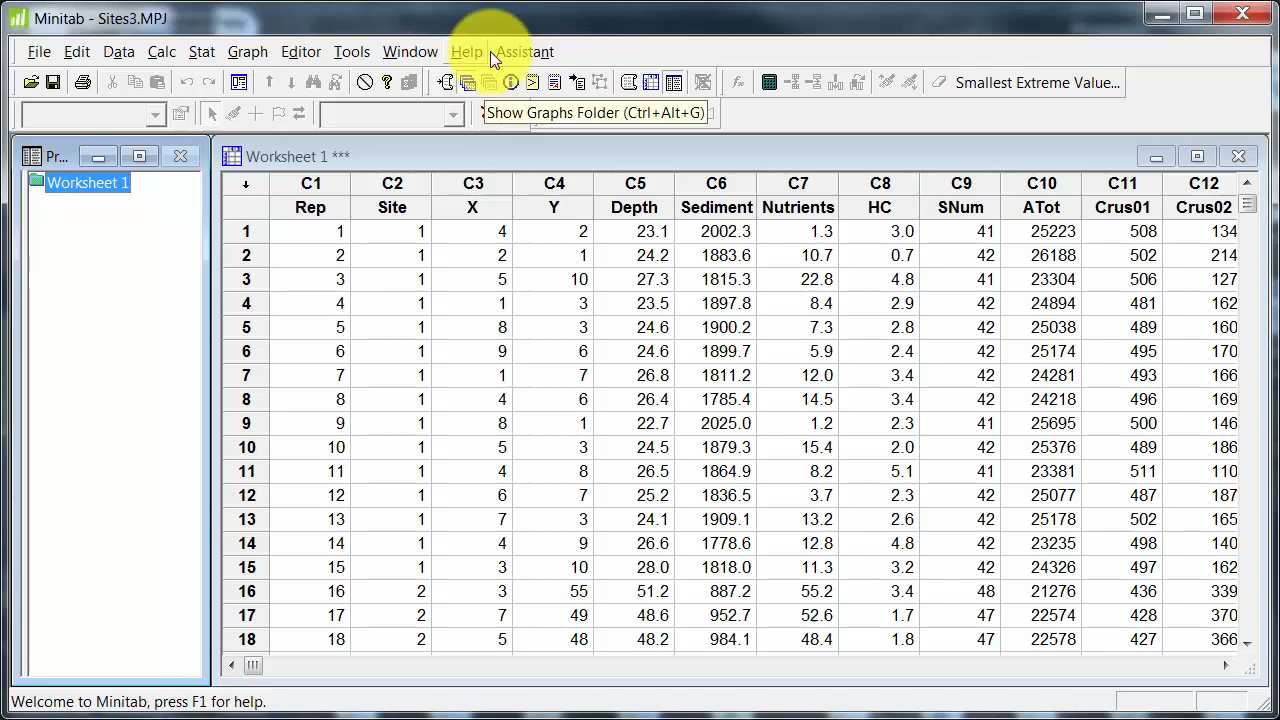 Minitab - Sites3.MPJ
File Edit Data Calc Stat Graph Editor Tools Window Help Assistant
Smallest Extreme Value...
Show Graphs Folder (Ctrl+Alt+G)
Pr...
Worksheet 1
Worksheet 1 ***
C1 C2 C3 C4 C5 C6 C7 C8 C9 C10 C11 C12
Rep Site X Y Depth Sediment Nutrients HC SNum ATot Crus01 Crus02
1 1 1 4 2 23.1 2002.3 1.3 3.0 41 25223 508 134
2 2 1 2 1 24.2 1883.6 10.7 0.7 42 26188 502 214
3 3 1 5 10 27.3 1815.3 22.8 4.8 41 23304 506 127
4 4 1 1 3 23.5 1897.8 8.4 2.9 42 24894 481 162
5 5 1 8 3 24.6 1900.2 7.3 2.8 42 25038 489 160
6 6 1 9 6 24.6 1899.7 5.9 2.4 42 25174 495 170
7 7 1 1 7 26.8 1811.2 12.0 3.4 42 24281 493 166
8 8 1 4 6 26.4 1785.4 14.5 3.4 42 24218 496 169
9 9 1 8 1 22.7 2025.0 1.2 2.3 41 25695 500 146
10 10 1 5 3 24.5 1879.3 15.4 2.0 42 25376 489 186
11 11 1 4 8 26.5 1864.9 8.2 5.1 41 23381 511 110
12 12 1 6 7 25.2 1836.5 3.7 2.3 42 25077 487 187
13 13 1 7 3 24.1 1909.1 13.2 2.6 42 25178 502 165
14 14 1 4 9 26.6 1778.6 12.8 4.8 42 23235 498 140
15 15 1 3 10 28.0 1818.0 11.3 3.2 42 24326 497 162
16 16 2 3 55 51.2 887.2 55.2 3.4 48 21276 436 339
17 17 2 7 49 48.6 952.7 52.6 1.7 47 22574 428 370
18 18 2 5 48 48.2 984.1 48.4 1.8 47 22578 427 366
Welcome to Minitab, press F1 for help.